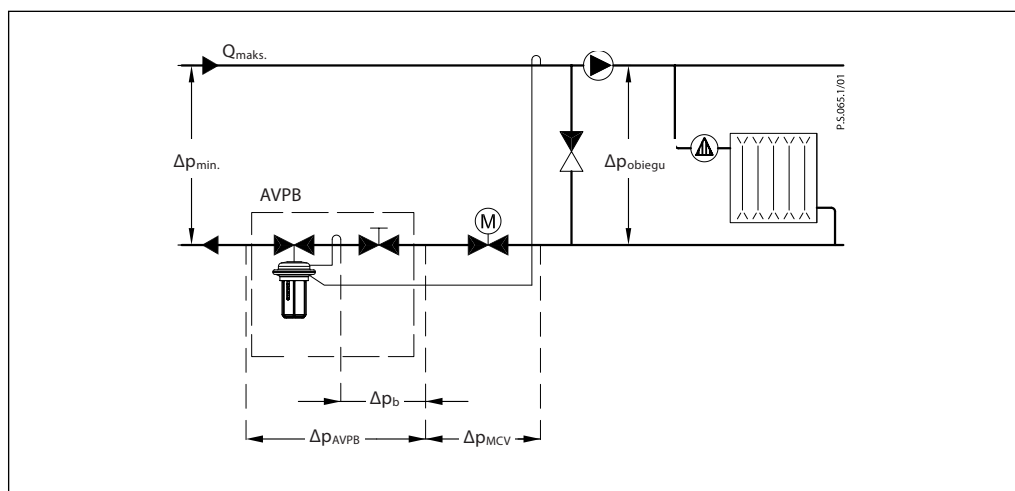 Qmaks.
P.S.065.1/01
Δpmin.
Δpobiegu
AVPB
M
Δpb
ΔpAVPB
ΔpMCV